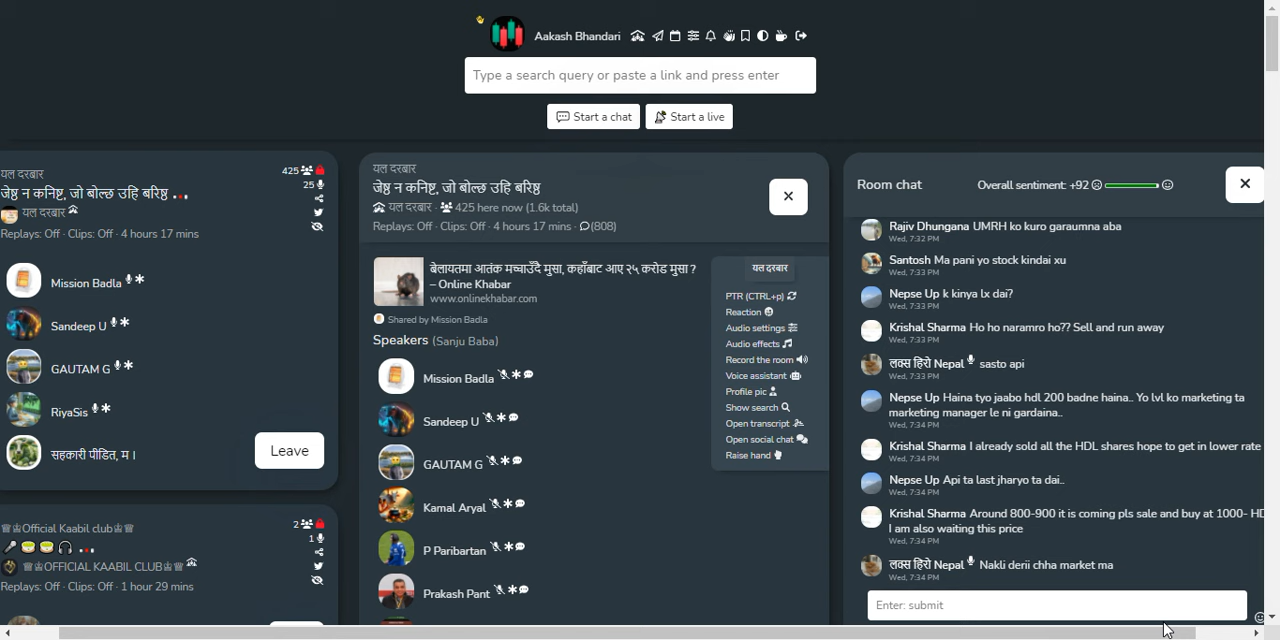 Aakash Bhandari
Type a search query or paste a link and press enter
Start a chat
Start a live
यल दरबार
425
जेष्ठ न कनिष्ट, जो बोल्छ उहि बरिष्ठ
25
यल दरबार
Replays: Off · Clips: Off · 4 hours 17 mins
Mission Badla
Sandeep U
GAUTAM G
RiyaSis
सहकारी पीडित, म।
Leave
Official Kaabil club
2
1
OFFICIAL KAABIL CLUB
Replays: Off · Clips: Off · 1 hour 29 mins
यल दरबार
जेष्ठ न कनिष्ट, जो बोल्छ उहि बरिष्ठ
यल दरबार · 425 here now (1.6k total)
Replays: Off · Clips: Off · 4 hours 17 mins · (808)
बेलायतमा आतंक मच्चाउँदै मुसा, कहाँबाट आए २५ करोड मुसा ?
– Online Khabar
www.onlinekhabar.com
Shared by Mission Badla
Speakers (Sanju Baba)
Mission Badla
Sandeep U
GAUTAM G
Kamal Aryal
P Paribartan
Prakash Pant
यल दरबार
PTR (CTRL+p)
Reaction
Audio settings
Audio effects
Record the room
Voice assistant
Profile pic
Show search
Open transcript
Open social chat
Raise hand
Room chat
Overall sentiment: +92
Rajiv Dhungana UMRH ko kuro garaumna aba
Wed, 7:32 PM
Santosh Ma pani yo stock kindai xu
Wed, 7:33 PM
Nepse Up k kinya lx dai?
Wed, 7:33 PM
Krishal Sharma Ho ho naramro ho?? Sell and run away
Wed, 7:33 PM
लक्स हिरो Nepal sasto api
Wed, 7:33 PM
Nepse Up Haina tyo jaabo hdl 200 badne haina.. Yo lvl ko marketing ta
marketing manager le ni gardaina..
Wed, 7:34 PM
Krishal Sharma I already sold all the HDL shares hope to get in lower rate
Wed, 7:34 PM
Nepse Up Api ta last jharyo ta dai..
Wed, 7:34 PM
Krishal Sharma Around 800-900 it is coming pls sale and buy at 1000- HD
I am also waiting this price
Wed, 7:34 PM
लक्स हिरो Nepal Nakli derii chha market ma
Wed, 7:34 PM
Enter: submit